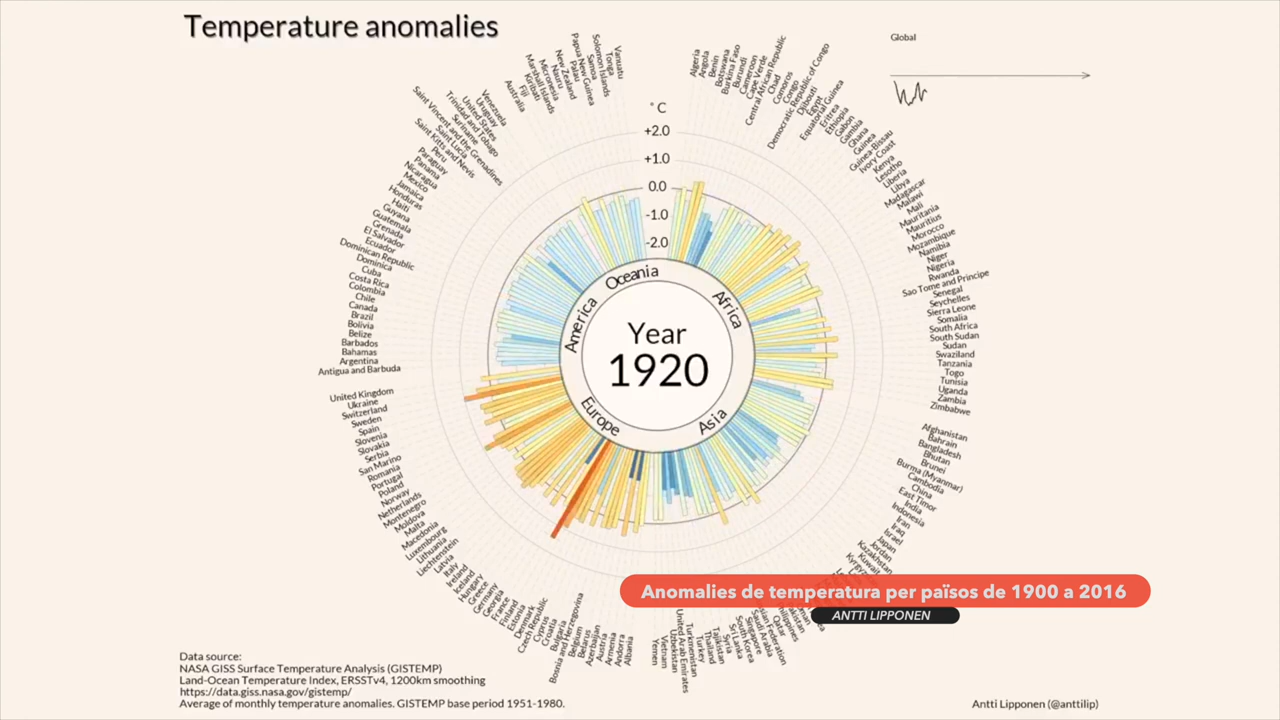 Temperature anomalies
Global
°C
+2.0
+1.0
0.0
-1.0
-2.0
Oceania
Africa
America
Europe
Asia
Year
1920
Algeria
Angola
Benin
Botswana
Burkina Faso
Burundi
Cameroon
Cape Verde
Central African Republic
Chad
Comoros
Congo
Democratic Republic of Congo
Djibouti
Egypt
Equatorial Guinea
Eritrea
Ethiopia
Gabon
Gambia
Ghana
Guinea
Guinea-Bissau
Ivory Coast
Kenya
Lesotho
Liberia
Libya
Madagascar
Malawi
Mali
Mauritania
Mauritius
Morocco
Mozambique
Namibia
Niger
Nigeria
Rwanda
Sao Tome and Principe
Senegal
Seychelles
Sierra Leone
Somalia
South Africa
South Sudan
Sudan
Swaziland
Tanzania
Togo
Tunisia
Uganda
Zambia
Zimbabwe
Afghanistan
Bahrain
Bangladesh
Bhutan
Brunei
Burma (Myanmar)
Cambodia
China
East Timor
India
Indonesia
Iran
Iraq
Israel
Japan
Jordan
Kazakhstan
Kuwait
Qatar
Saudi Arabia
Singapore
South Korea
Sri Lanka
Syria
Tajikistan
Thailand
Turkey
Turkmenistan
United Arab Emirates
Uzbekistan
Vietnam
Yemen
Albania
Andorra
Armenia
Austria
Azerbaijan
Belarus
Belgium
Bosnia and Herzegovina
Bulgaria
Croatia
Cyprus
Czech Republic
Denmark
Estonia
Finland
France
Georgia
Germany
Greece
Hungary
Iceland
Ireland
Italy
Latvia
Liechtenstein
Lithuania
Luxembourg
Macedonia
Malta
Moldova
Montenegro
Netherlands
Norway
Poland
Portugal
Romania
San Marino
Serbia
Slovakia
Slovenia
Spain
Sweden
Switzerland
Ukraine
United Kingdom
Antigua and Barbuda
Argentina
Bahamas
Barbados
Belize
Bolivia
Brazil
Canada
Chile
Colombia
Costa Rica
Cuba
Dominica
Dominican Republic
Ecuador
El Salvador
Grenada
Guatemala
Guyana
Haiti
Honduras
Jamaica
Mexico
Nicaragua
Panama
Paraguay
Peru
Saint Kitts and Nevis
Saint Lucia
Saint Vincent and the Grenadines
Suriname
Trinidad and Tobago
United States
Uruguay
Venezuela
Australia
Fiji
Kiribati
Marshall Islands
Micronesia
Nauru
New Zealand
Palau
Papua New Guinea
Samoa
Solomon Islands
Tonga
Vanuatu
Anomalies de temperatura per països de 1900 a 2016
ANTTI LIPPONEN
Data source:
NASA GISS Surface Temperature Analysis (GISTEMP)
Land-Ocean Temperature Index, ERSSTv4, 1200km smoothing
https://data.giss.nasa.gov/gistemp/
Average of monthly temperature anomalies. GISTEMP base period 1951-1980.
Antti Lipponen (@anttilip)